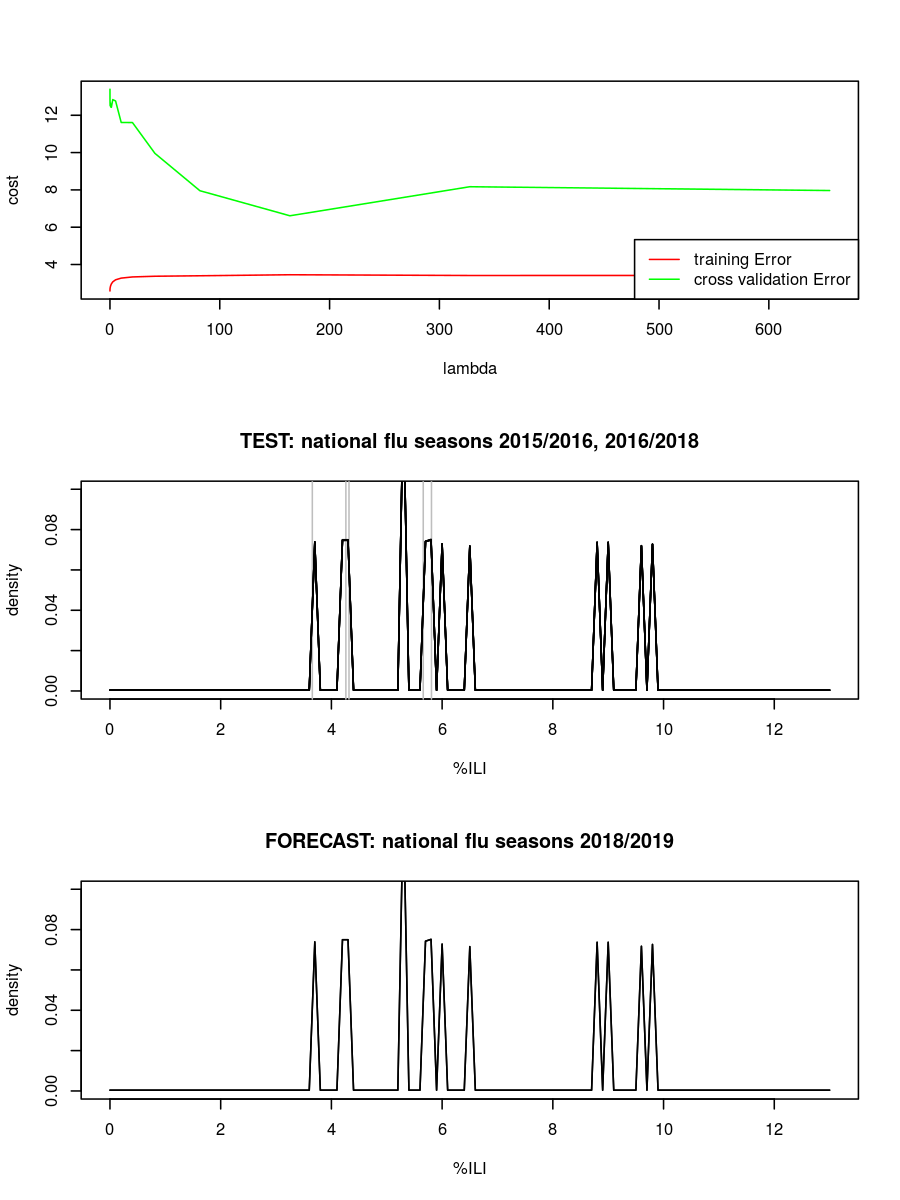 12
10
8
6
4
cost
training Error
cross validation Error
0 100 200 300 400 500 600
lambda
TEST: national flu seasons 2015/2016, 2016/2018
0.08
0.04
0.00
density
0 2 4 6 8 10 12
%ILI
FORECAST: national flu seasons 2018/2019
0.08
0.04
0.00
density
0 2 4 6 8 10 12
%ILI